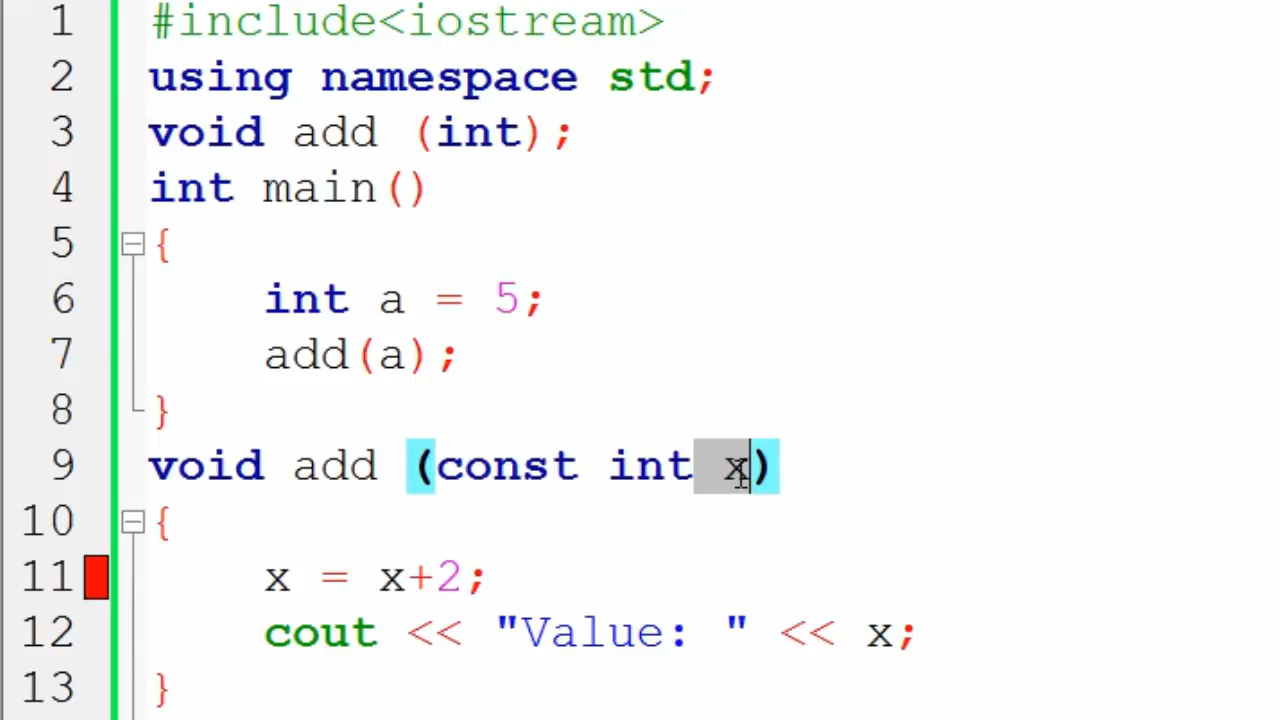 1 #include<iostream>
2 using namespace std;
3 void add (int);
4 int main()
5 {
6 int a = 5;
7 add(a);
8 }
9 void add (const int x)
10 {
11 x = x+2;
12 cout << "Value: " << x;
13 }